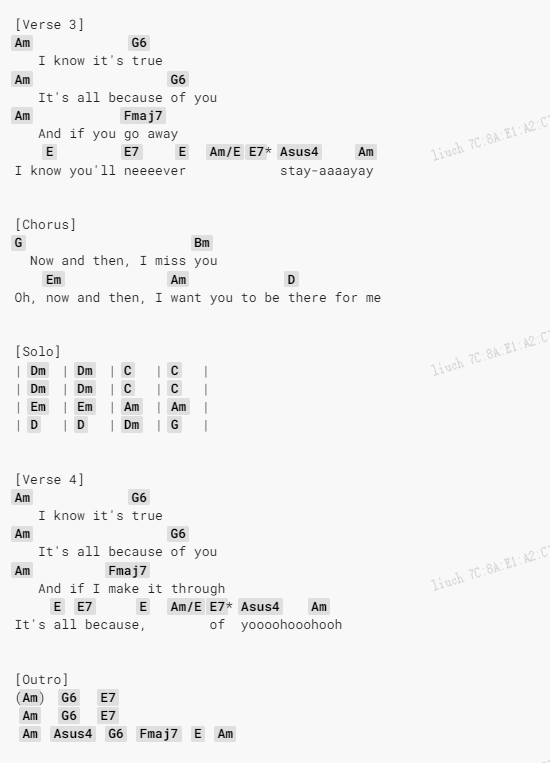 [Verse 3]
Am G6
I know it's true
Am G6
It's all because of you
Am Fmaj7
And if you go away
E E7 E Am/E E7* Asus4 Am
I know you'll neeeever stay-aaaayay
[Chorus]
G Bm
Now and then, I miss you
Em Am D
Oh, now and then, I want you to be there for me
[Solo]
| Dm | Dm | C | C |
| Dm | Dm | C | C |
| Em | Em | Am | Am |
| D | D | Dm | G |
[Verse 4]
Am G6
I know it's true
Am G6
It's all because of you
Am Fmaj7
And if I make it through
E E7 E Am/E E7* Asus4 Am
It's all because, of yoooohooohooh
[Outro]
(Am) G6 E7
Am G6 E7
Am Asus4 G6 Fmaj7 E Am
liuch 7C:8A:E1:A2:
liuch 7C:8A:E1:A2:
liuch 7C:8A:E1:A2: